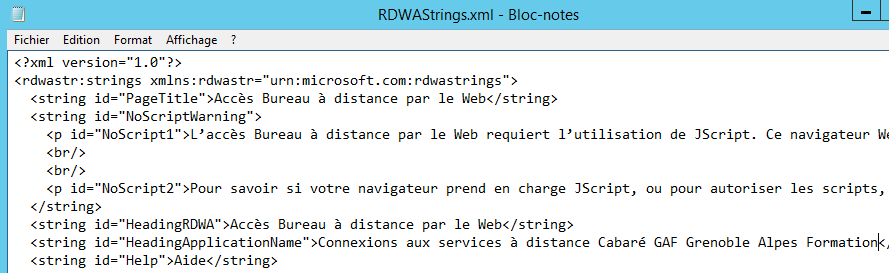 RDWAStrings.xml - Bloc-notes
Fichier Edition Format Affichage ?
<?xml version="1.0"?>
<rdwastr:strings xmlns:rdwastr="urn:microsoft.com:rdwastrings">
<string id="PageTitle">Accès Bureau à distance par le Web</string>
<string id="NoScriptWarning">
<p id="NoScript1">L’accès Bureau à distance par le Web requiert l’utilisation de JScript. Ce navigateur We
<br/>
<br/>
<p id="NoScript2">Pour savoir si votre navigateur prend en charge JScript, ou pour autoriser les scripts,
</string>
<string id="HeadingRDWA">Accès Bureau à distance par le Web</string>
<string id="HeadingApplicationName">Connexions aux services à distance Cabaré GAF Grenoble Alpes Formation</
<string id="Help">Aide</string>